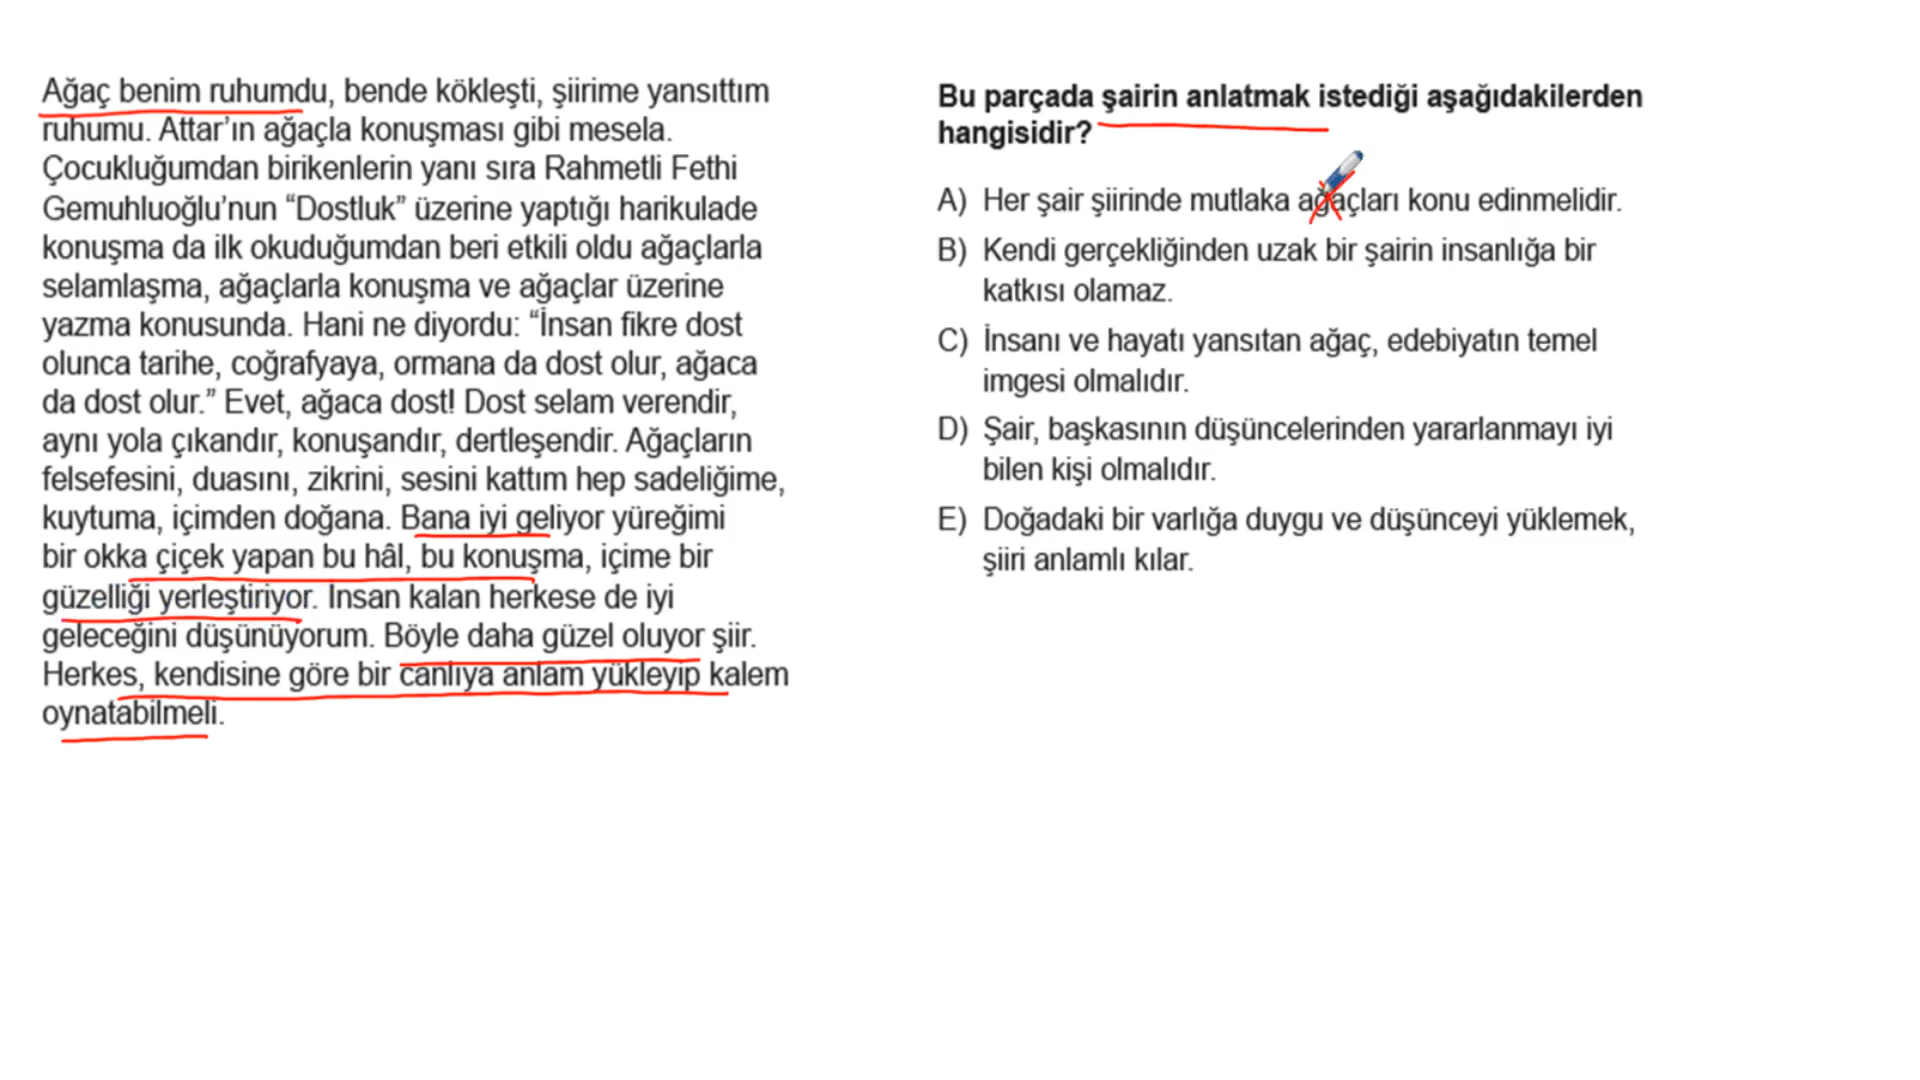 Ağaç benim ruhumdu, bende kökleşti, şiirime yansıttım
ruhumu. Attar’ın ağaçla konuşması gibi mesela.
Çocukluğumdan birikenlerin yanı sıra Rahmetli Fethi
Gemuhluoğlu’nun “Dostluk” üzerine yaptığı harikulade
konuşma da ilk okuduğumdan beri etkili oldu ağaçlarla
selamlaşma, ağaçlarla konuşma ve ağaçlar üzerine
yazma konusunda. Hani ne diyordu: “İnsan fikre dost
olunca tarihe, coğrafyaya, ormana da dost olur, ağaca
da dost olur.” Evet, ağaca dost! Dost selam verendir,
aynı yola çıkandır, konuşandır, dertleşendir. Ağaçların
felsefesini, duasını, zikrini, sesini kattım hep sadeliğime,
kuytuma, içimden doğana. Bana iyi geliyor yüreğimi
bir okka çiçek yapan bu hâl, bu konuşma, içime bir
güzelliği yerleştiriyor. İnsan kalan herkese de iyi
geleceğini düşünüyorum. Böyle daha güzel oluyor şiir.
Herkes, kendisine göre bir canlıya anlam yükleyip kalem
oynatabilmeli.
Bu parçada şairin anlatmak istediği aşağıdakilerden
hangisidir?
A) Her şair şiirinde mutlaka ağaçları konu edinmelidir.
B) Kendi gerçekliğinden uzak bir şairin insanlığa bir
katkısı olamaz.
C) İnsanı ve hayatı yansıtan ağaç, edebiyatın temel
imgesi olmalıdır.
D) Şair, başkasının düşüncelerinden yararlanmayı iyi
bilen kişi olmalıdır.
E) Doğadaki bir varlığa duygu ve düşünceyi yüklemek,
şiiri anlamlı kılar.